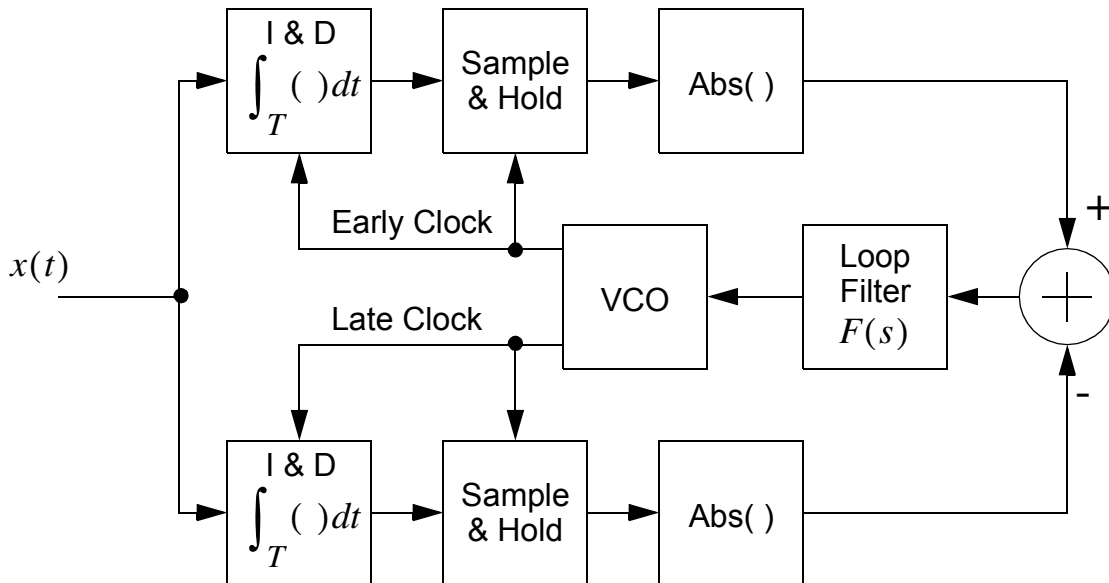 I & D
∫_T ( )dt
Sample
& Hold
Abs( )
+
Early Clock
x(t)
VCO
Loop
Filter
F(s)
Late Clock
-
I & D
∫_T ( )dt
Sample
& Hold
Abs( )